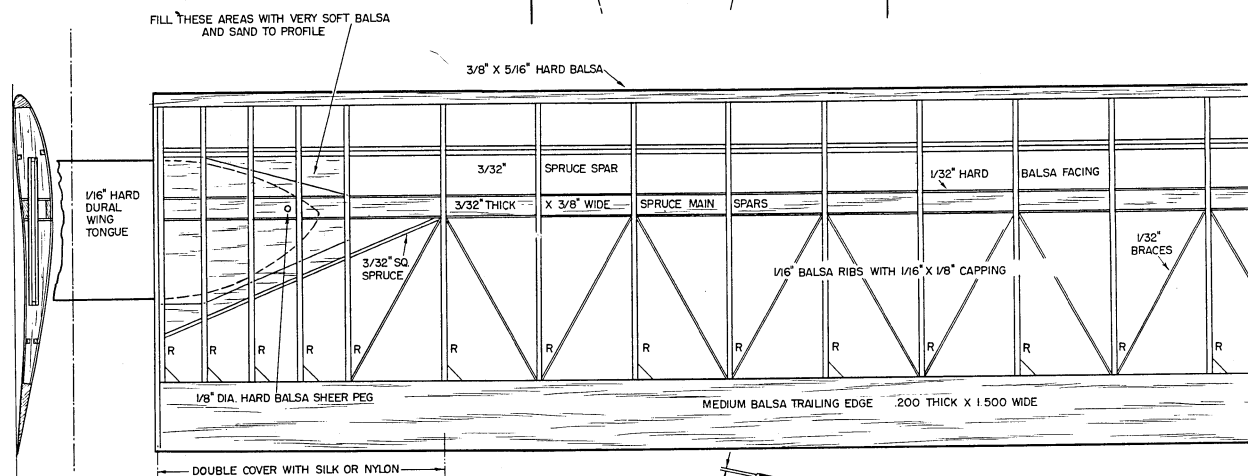 FILL THESE AREAS WITH VERY SOFT BALSA
AND SAND TO PROFILE
3/8" X 5/16" HARD BALSA
1/16" HARD
DURAL
WING
TONGUE
3/32" SPRUCE SPAR
1/32" HARD BALSA FACING
3/32" THICK X 3/8" WIDE SPRUCE MAIN SPARS
3/32" SQ.
SPRUCE
1/32"
BRACES
1/16" BALSA RIBS WITH 1/16" X 1/8" CAPPING
R R R R R R R R R R R
1/8" DIA. HARD BALSA SHEER PEG
MEDIUM BALSA TRAILING EDGE .200 THICK X 1.500 WIDE
DOUBLE COVER WITH SILK OR NYLON